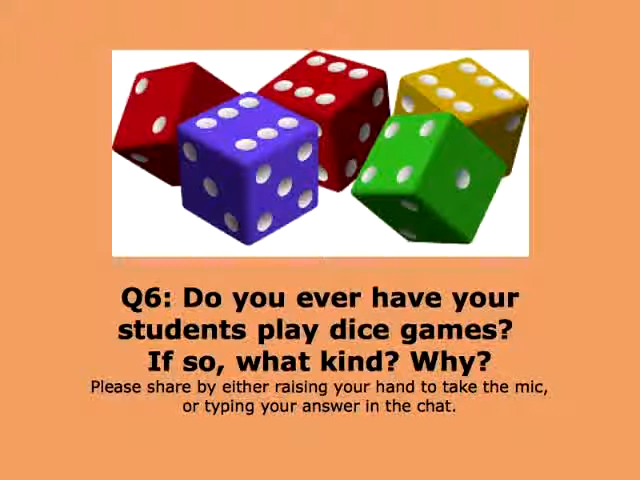 Q6: Do you ever have your
students play dice games?
If so, what kind? Why?
Please share by either raising your hand to take the mic,
or typing your answer in the chat.